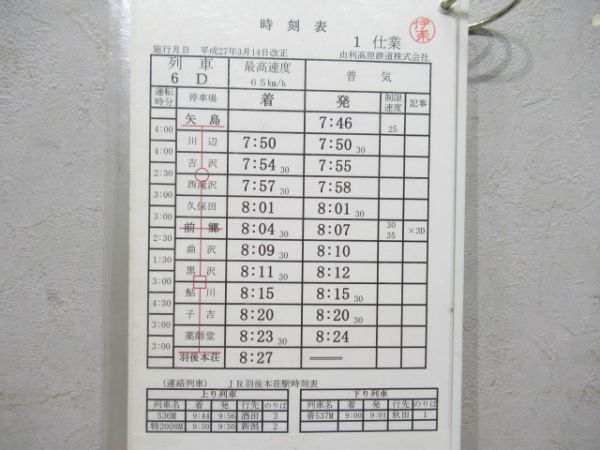 時刻表
1 仕業
伊東
施行月日 平成27年3月14日改正 由利高原鉄道株式会社
列車 最高速度 普気
6D 65km/h
運転時分 停車場 着 発 制限速度 記事
矢島 7:46 25
4:00
川辺 7:50 7:50 30
4:00
吉沢 7:54 30 7:55
2:30
西滝沢 7:57 30 7:58
3:00
久保田 8:01 8:01 30
3:00
前郷 8:04 30 8:07 30 35 ×3D
2:30
曲沢 8:09 30 8:10
1:30
黒沢 8:11 30 8:12
3:00
鮎川 8:15 8:15 30
4:30
子吉 8:20 8:20 30
3:00
薬師堂 8:23 30 8:24
3:00
羽後本荘 8:27
(連絡列車) JR羽後本荘駅時刻表
上り列車 下り列車
列車名 着 発 行先 のりば 列車名 着 発 行先 のりば
536M 9:44 9:56 酒田 3 普537M 9:00 9:01 秋田 1
特2008M 9:50 9:50 新潟 2